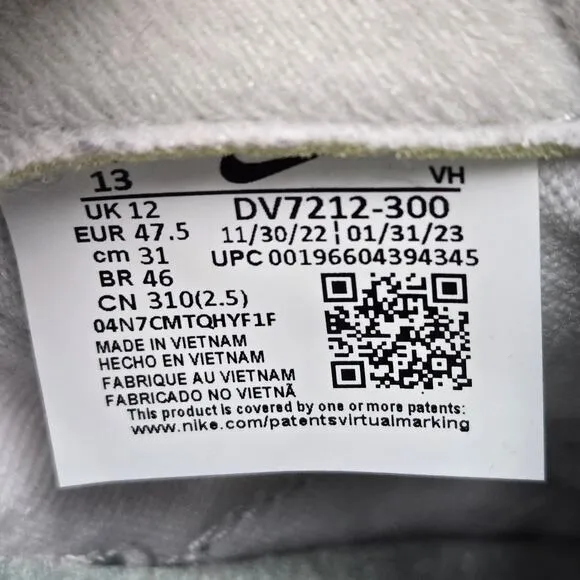 13 VH
UK 12 DV7212-300
EUR 47.5 11/30/22 | 01/31/23
cm 31 UPC 00196604394345
BR 46
CN 310(2.5)
04N7CMTQHYF1F
MADE IN VIETNAM
HECHO EN VIETNAM
FABRIQUE AU VIETNAM
FABRICADO NO VIETNÃ
This product is covered by one or more patents:
www.nike.com/patentsvirtualmarking